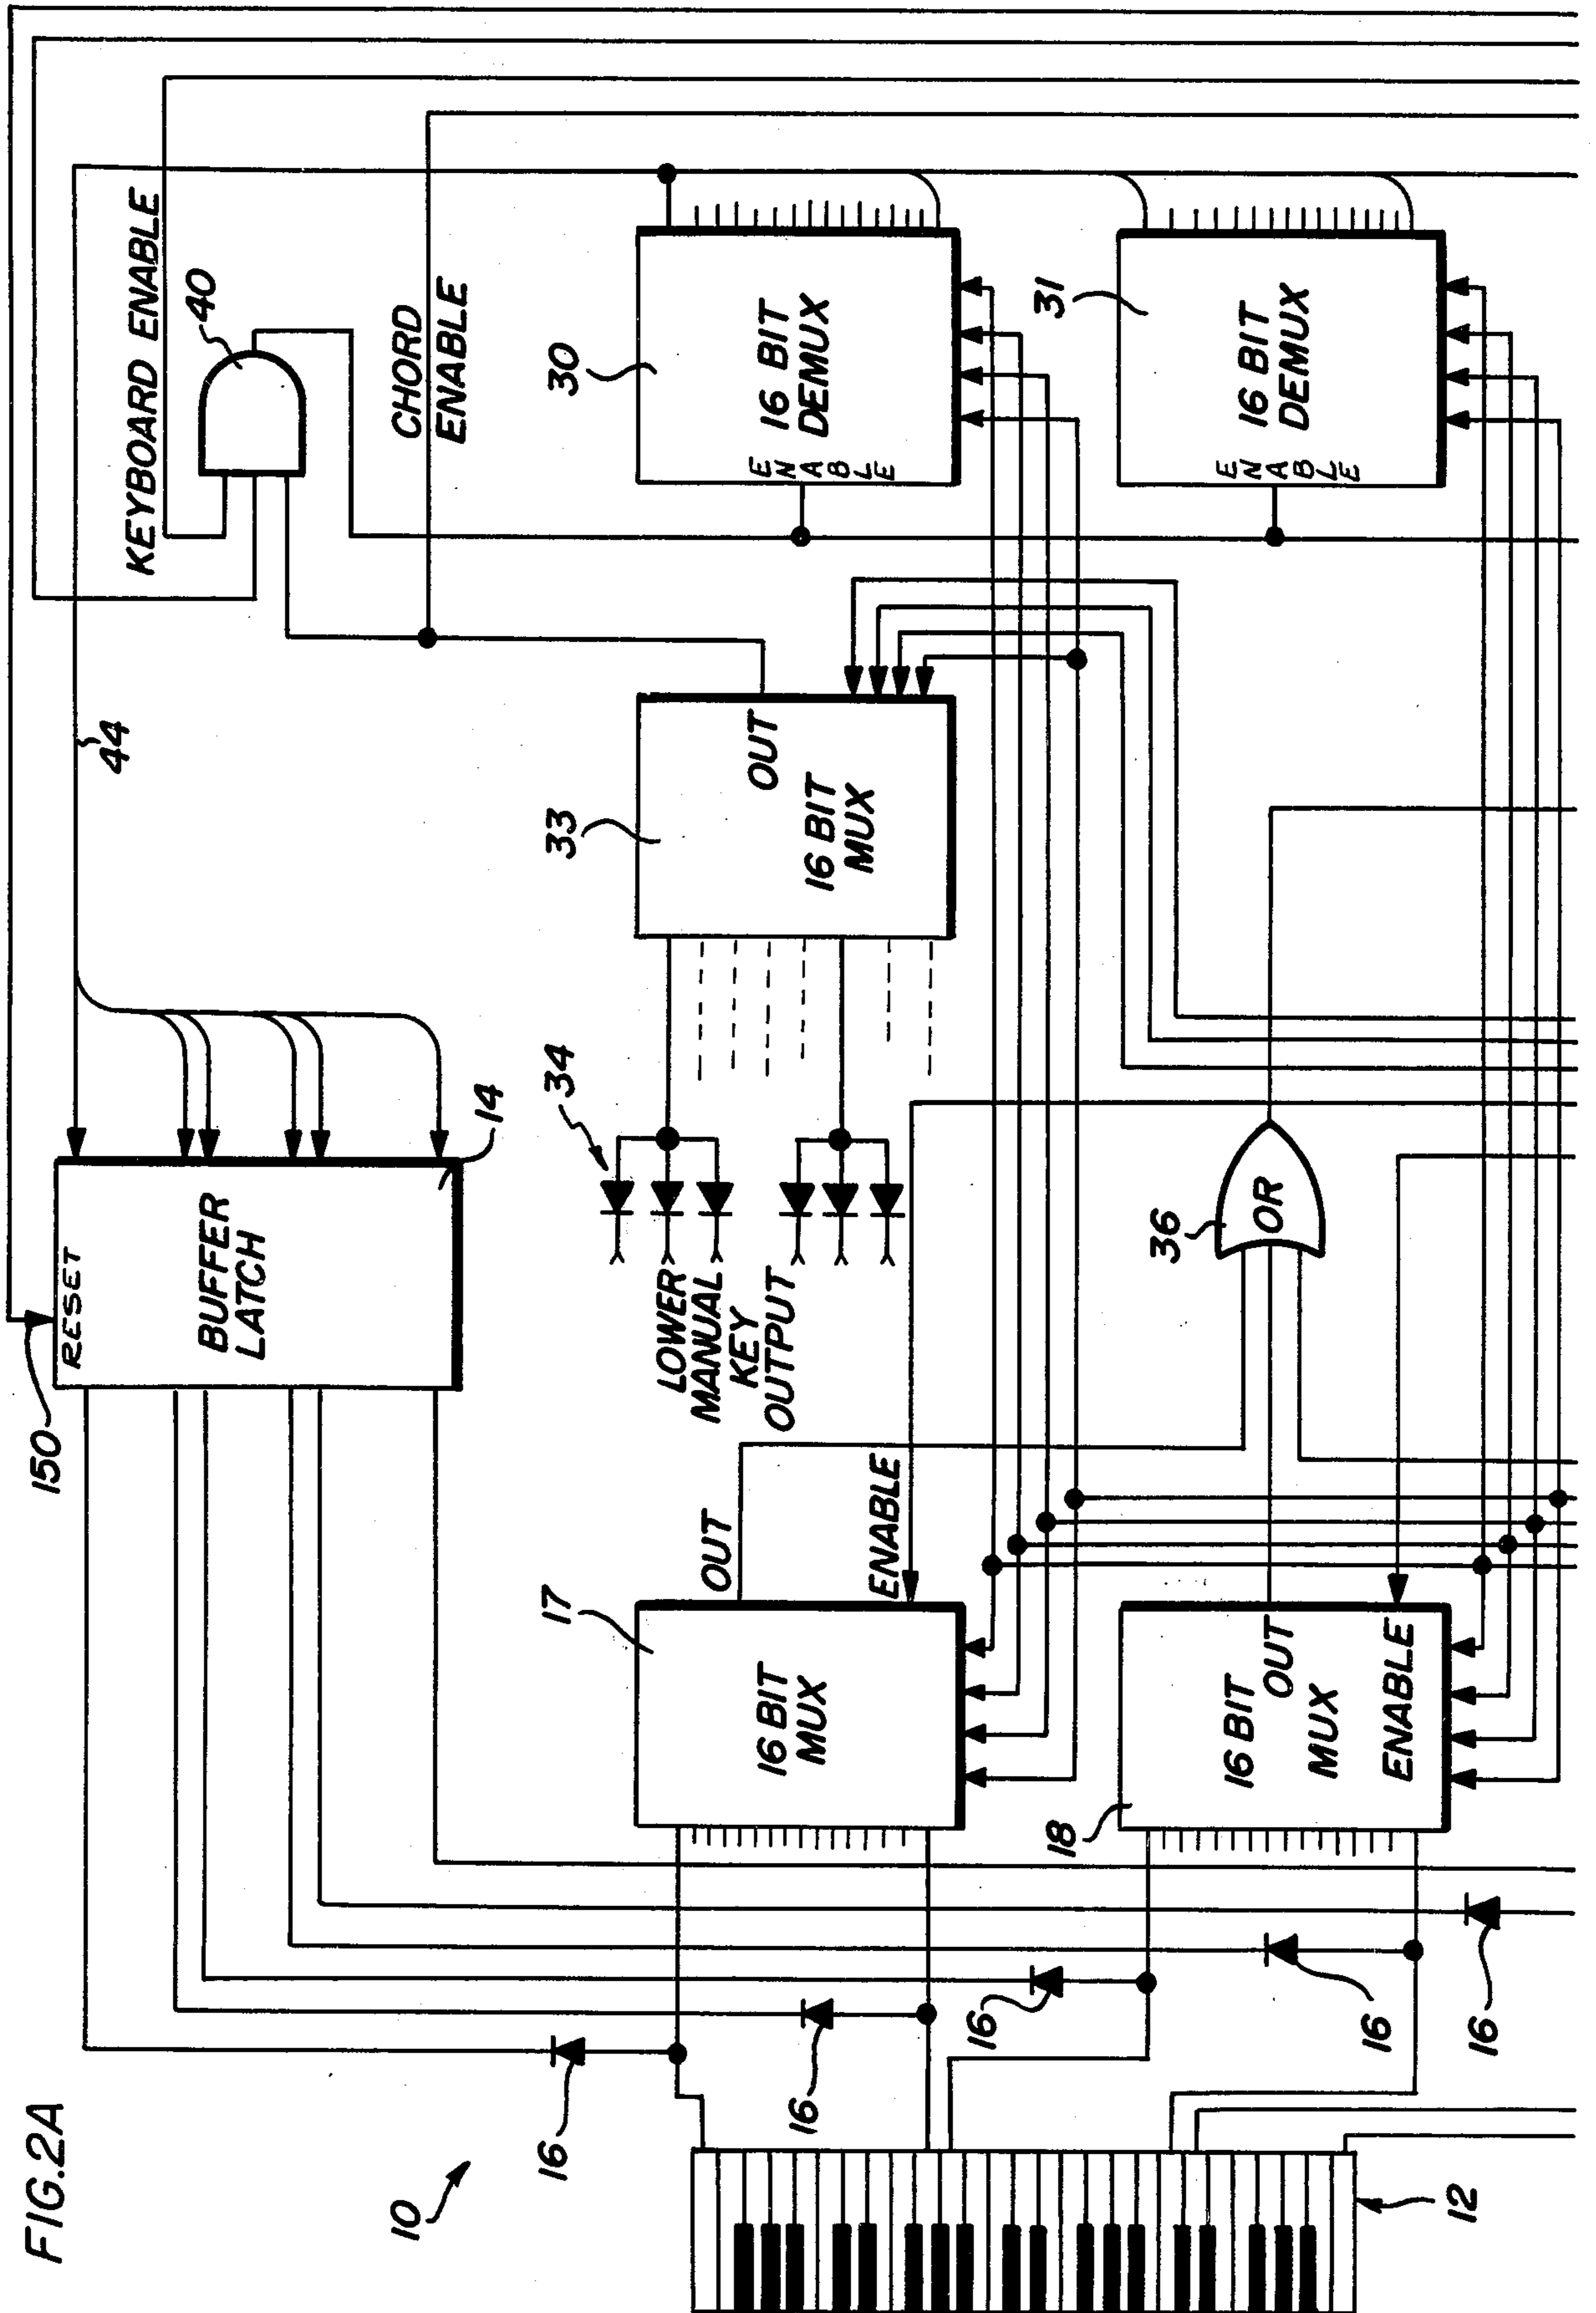 FIG.2A
10
12
16
16
16
16
16
150
RESET
BUFFER
LATCH
14
44
KEYBOARD ENABLE
40
CHORD
ENABLE
34
LOWER
MANUAL
KEY
OUTPUT
33
OUT
16 BIT
MUX
30
16 BIT
DEMUX
ENABLE
31
16 BIT
DEMUX
ENABLE
17
16 BIT
MUX
OUT
ENABLE
18
16 BIT
OUT
MUX
ENABLE
36
OR